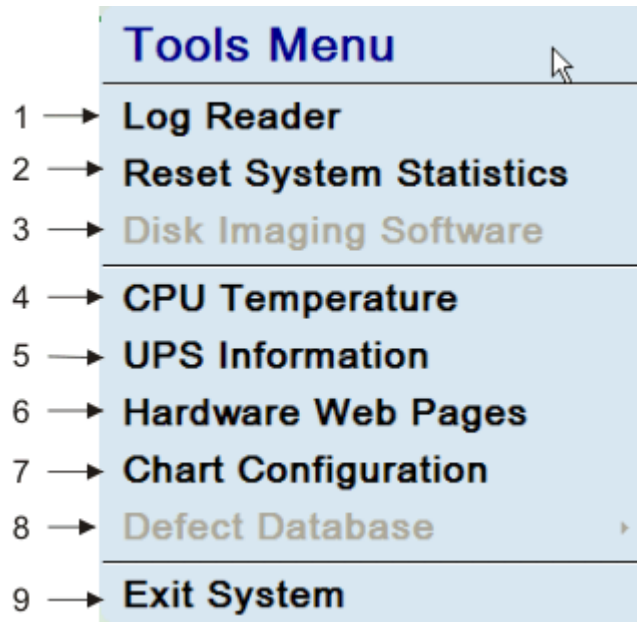 Tools Menu
1 Log Reader
2 Reset System Statistics
3 Disk Imaging Software
4 CPU Temperature
5 UPS Information
6 Hardware Web Pages
7 Chart Configuration
8 Defect Database
9 Exit System